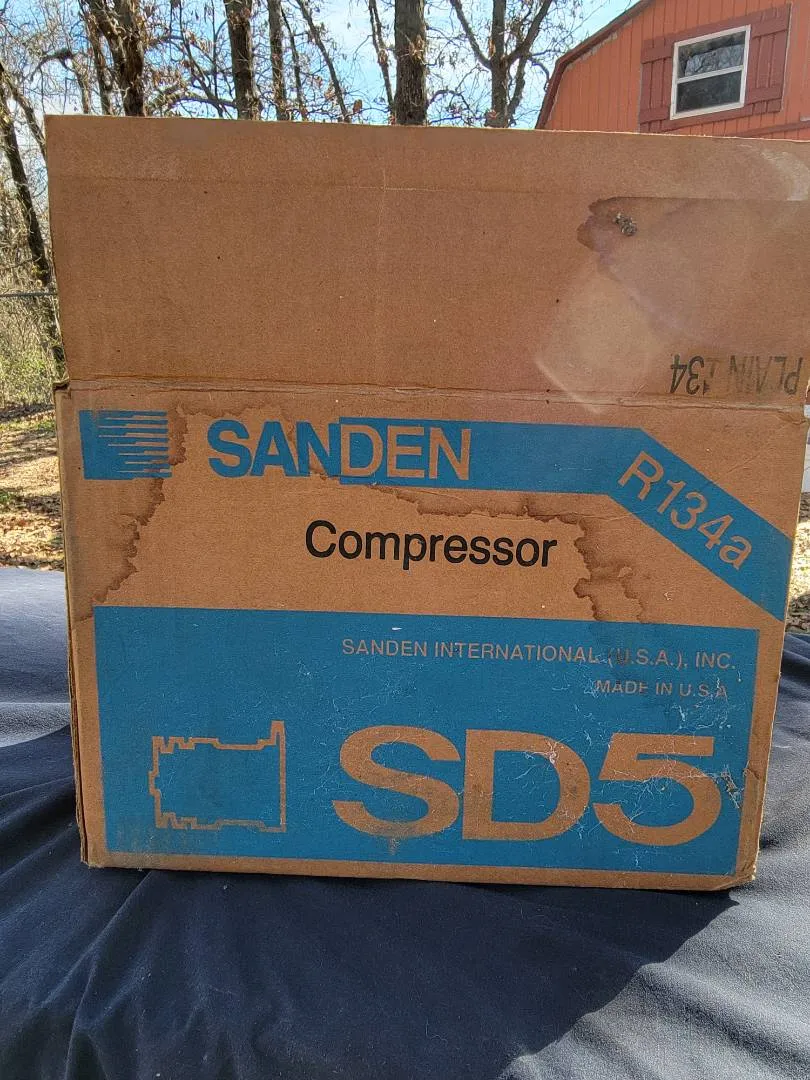 PLAIN 134
SANDEN
R134a
Compressor
SANDEN INTERNATIONAL (U.S.A.), INC.
MADE IN U.S.A
SD5